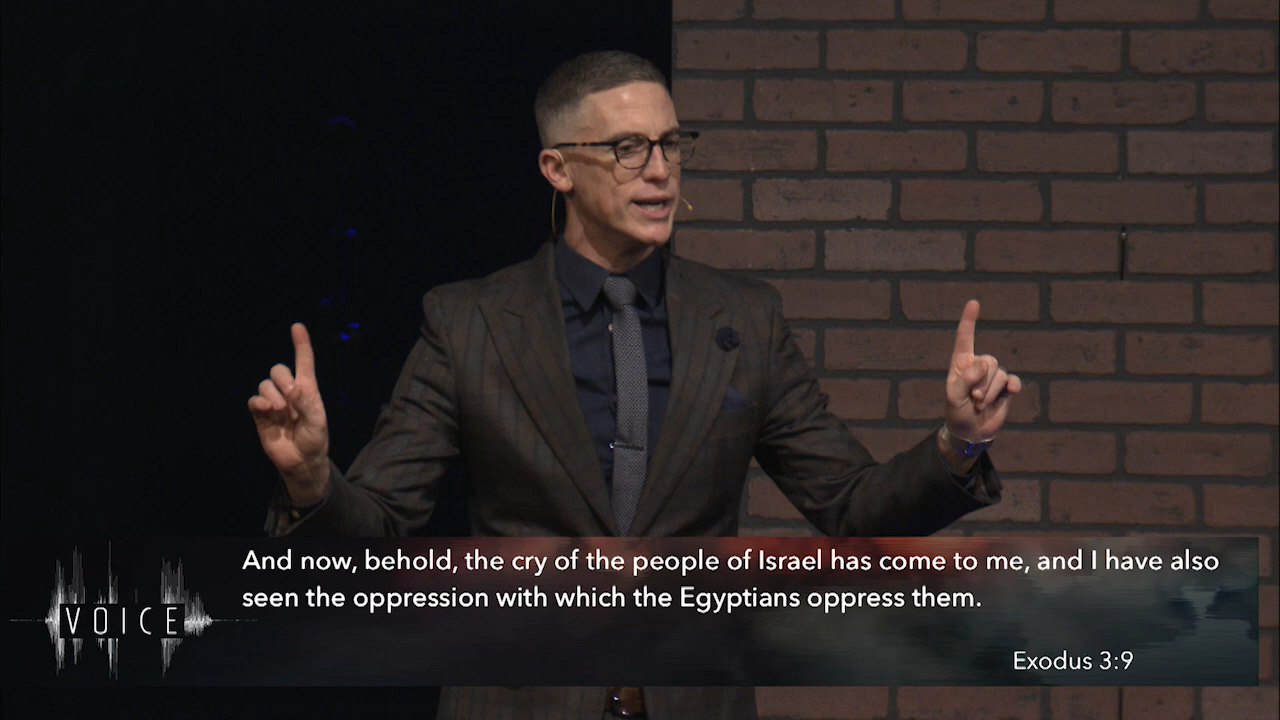 And now, behold, the cry of the people of Israel has come to me, and I have also
seen the oppression with which the Egyptians oppress them.
VOICE
Exodus 3:9